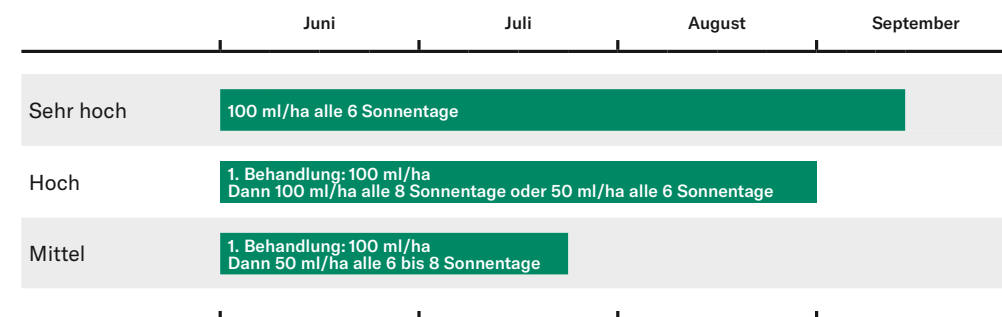 Juni Juli August September
Sehr hoch
100 ml/ha alle 6 Sonnentage
Hoch
1. Behandlung: 100 ml/ha
Dann 100 ml/ha alle 8 Sonnentage oder 50 ml/ha alle 6 Sonnentage
Mittel
1. Behandlung: 100 ml/ha
Dann 50 ml/ha alle 6 bis 8 Sonnentage